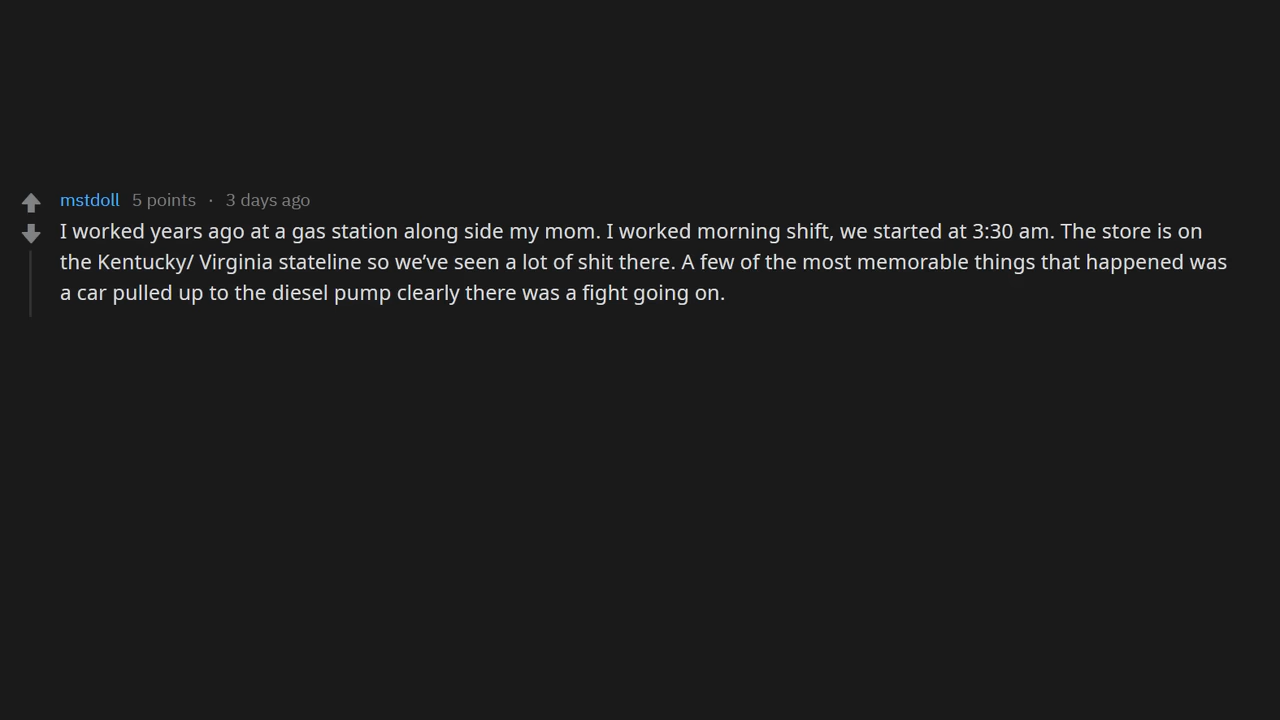 mstdoll 5 points · 3 days ago
I worked years ago at a gas station along side my mom. I worked morning shift, we started at 3:30 am. The store is on
the Kentucky/ Virginia stateline so we’ve seen a lot of shit there. A few of the most memorable things that happened was
a car pulled up to the diesel pump clearly there was a fight going on.